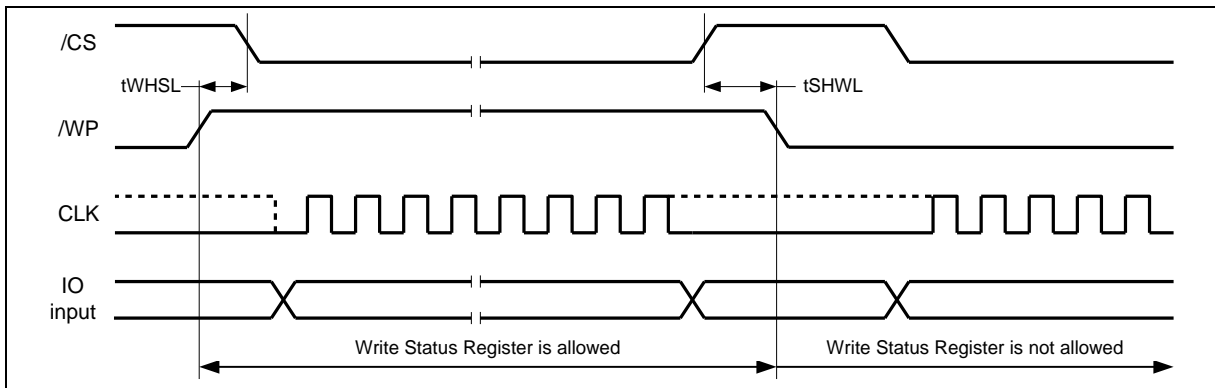 /CS
tWHSL
tSHWL
/WP
CLK
IO
input
Write Status Register is allowed
Write Status Register is not allowed